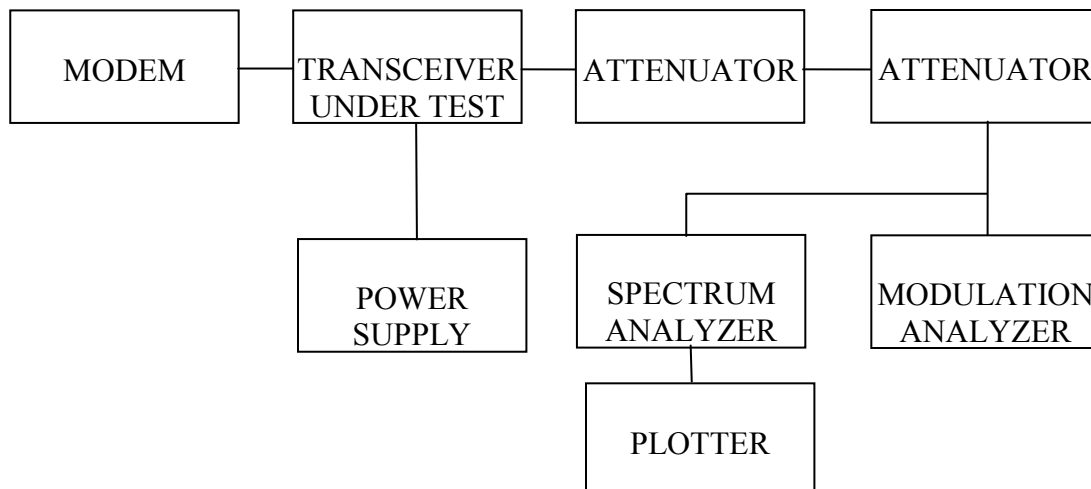 MODEM
TRANSCEIVER
UNDER TEST
ATTENUATOR
ATTENUATOR
POWER
SUPPLY
SPECTRUM
ANALYZER
MODULATION
ANALYZER
PLOTTER